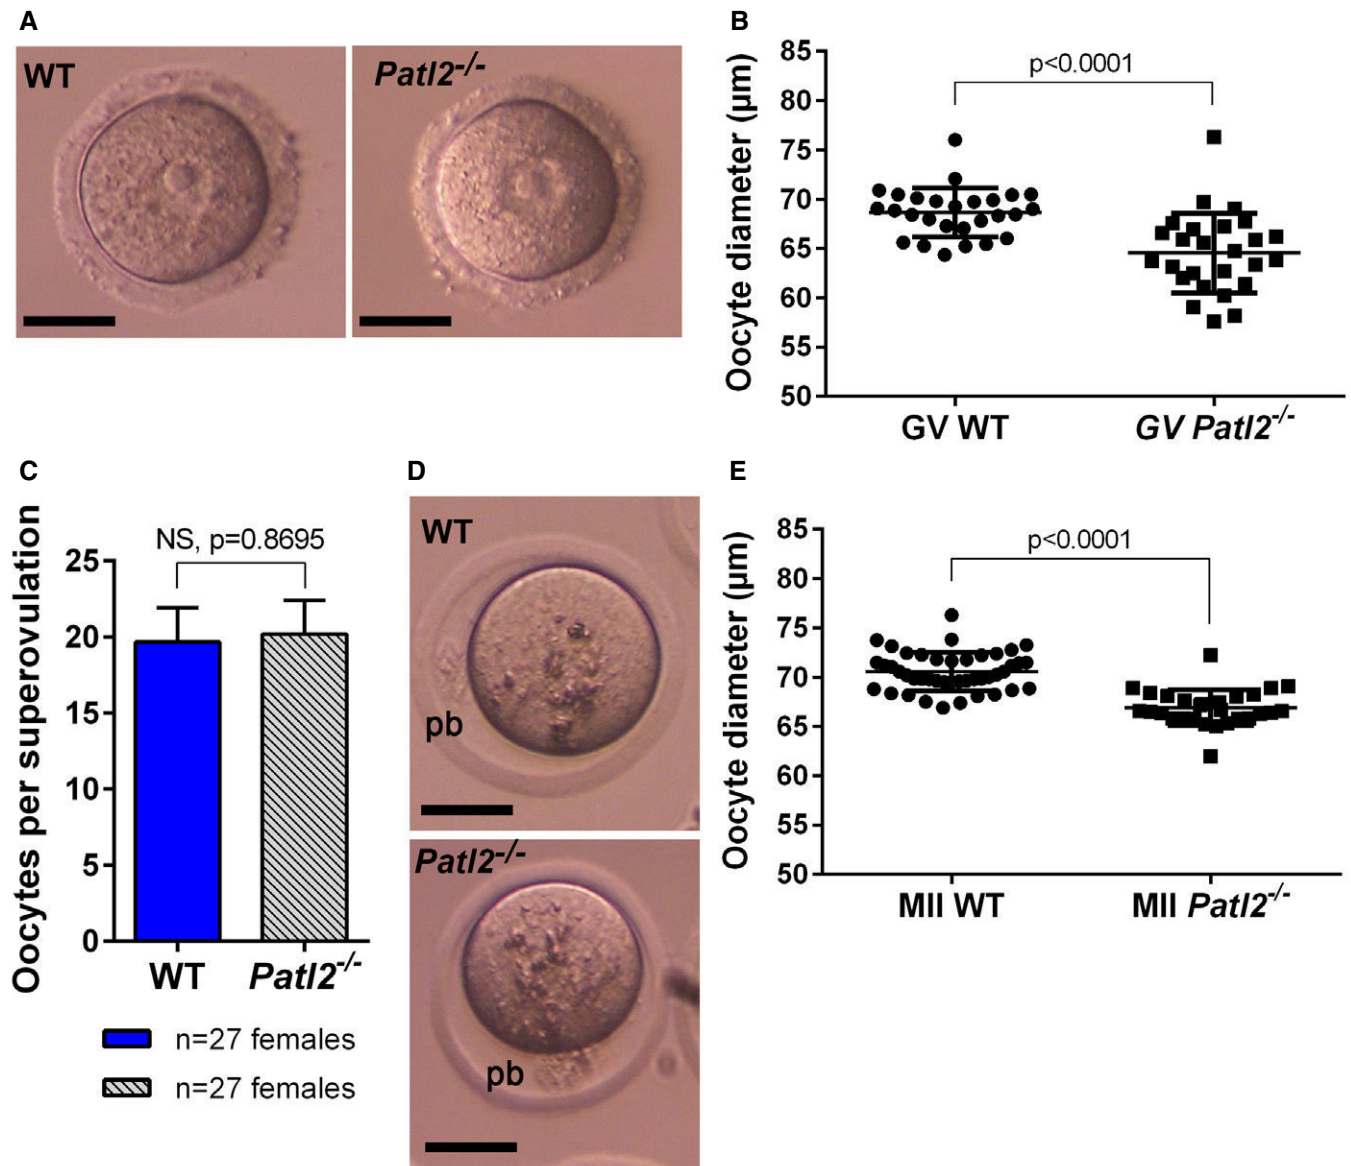 A
WT
Patl2-/-
B
Oocyte diameter (µm)
85
80
75
70
65
60
55
50
p<0.0001
GV WT
GV Patl2-/-
C
Oocytes per superovulation
25
20
15
10
5
0
NS, p=0.8695
WT
Patl2-/-
n=27 females
n=27 females
D
WT
pb
Patl2-/-
pb
E
Oocyte diameter (µm)
85
80
75
70
65
60
55
50
p<0.0001
MII WT
MII Patl2-/-